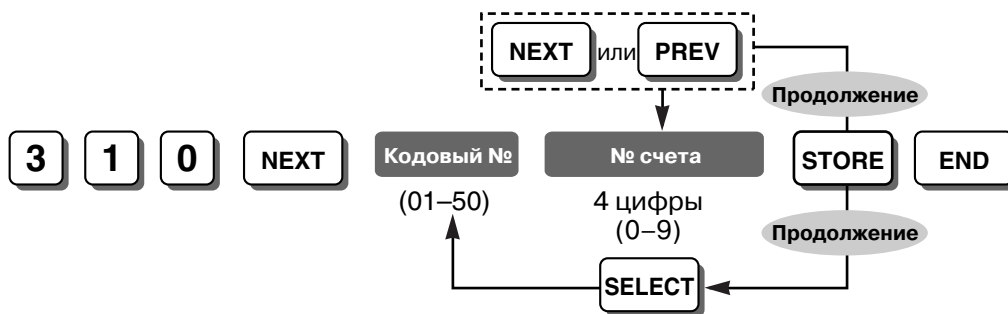 NEXT или PREV
Продолжение
3 1 0 NEXT Кодовый № № счета STORE END
(01–50) 4 цифры
(0–9)
Продолжение
SELECT